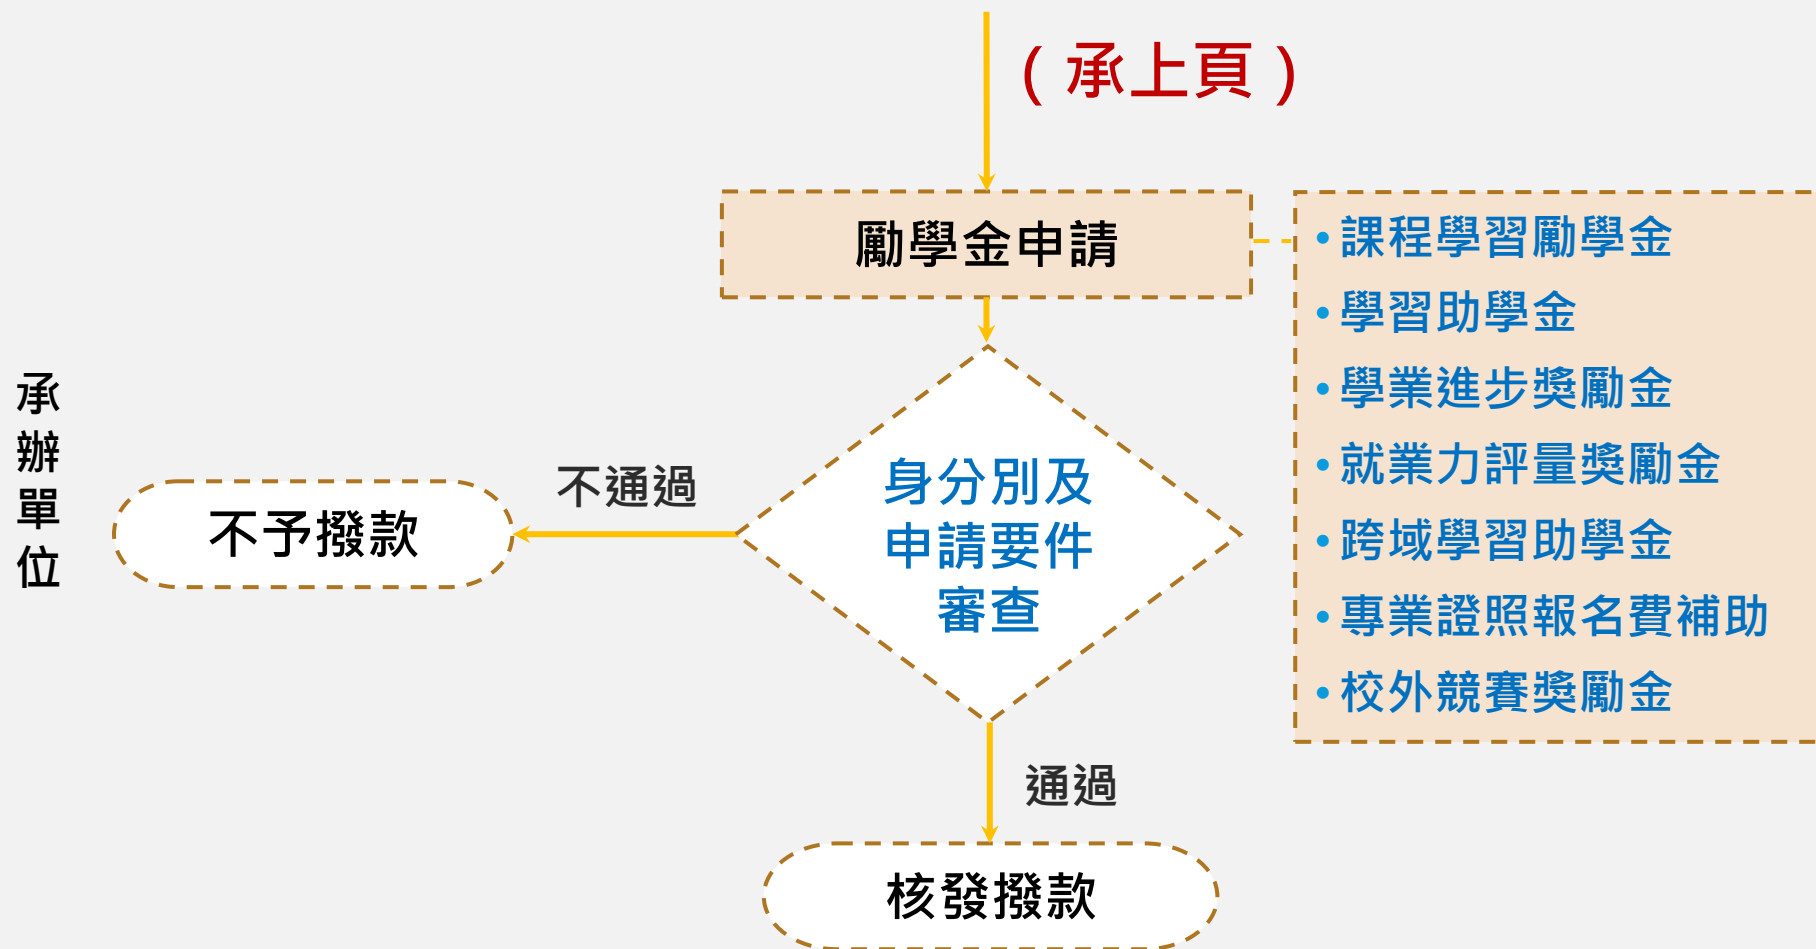 （承上頁）
勵學金申請
•課程學習勵學金
•學習助學金
•學業進步獎勵金
•就業力評量獎勵金
•跨域學習助學金
•專業證照報名費補助
•校外競賽獎勵金
承
辦
單
位
不通過
不予撥款
身分別及
申請要件
審查
通過
核發撥款